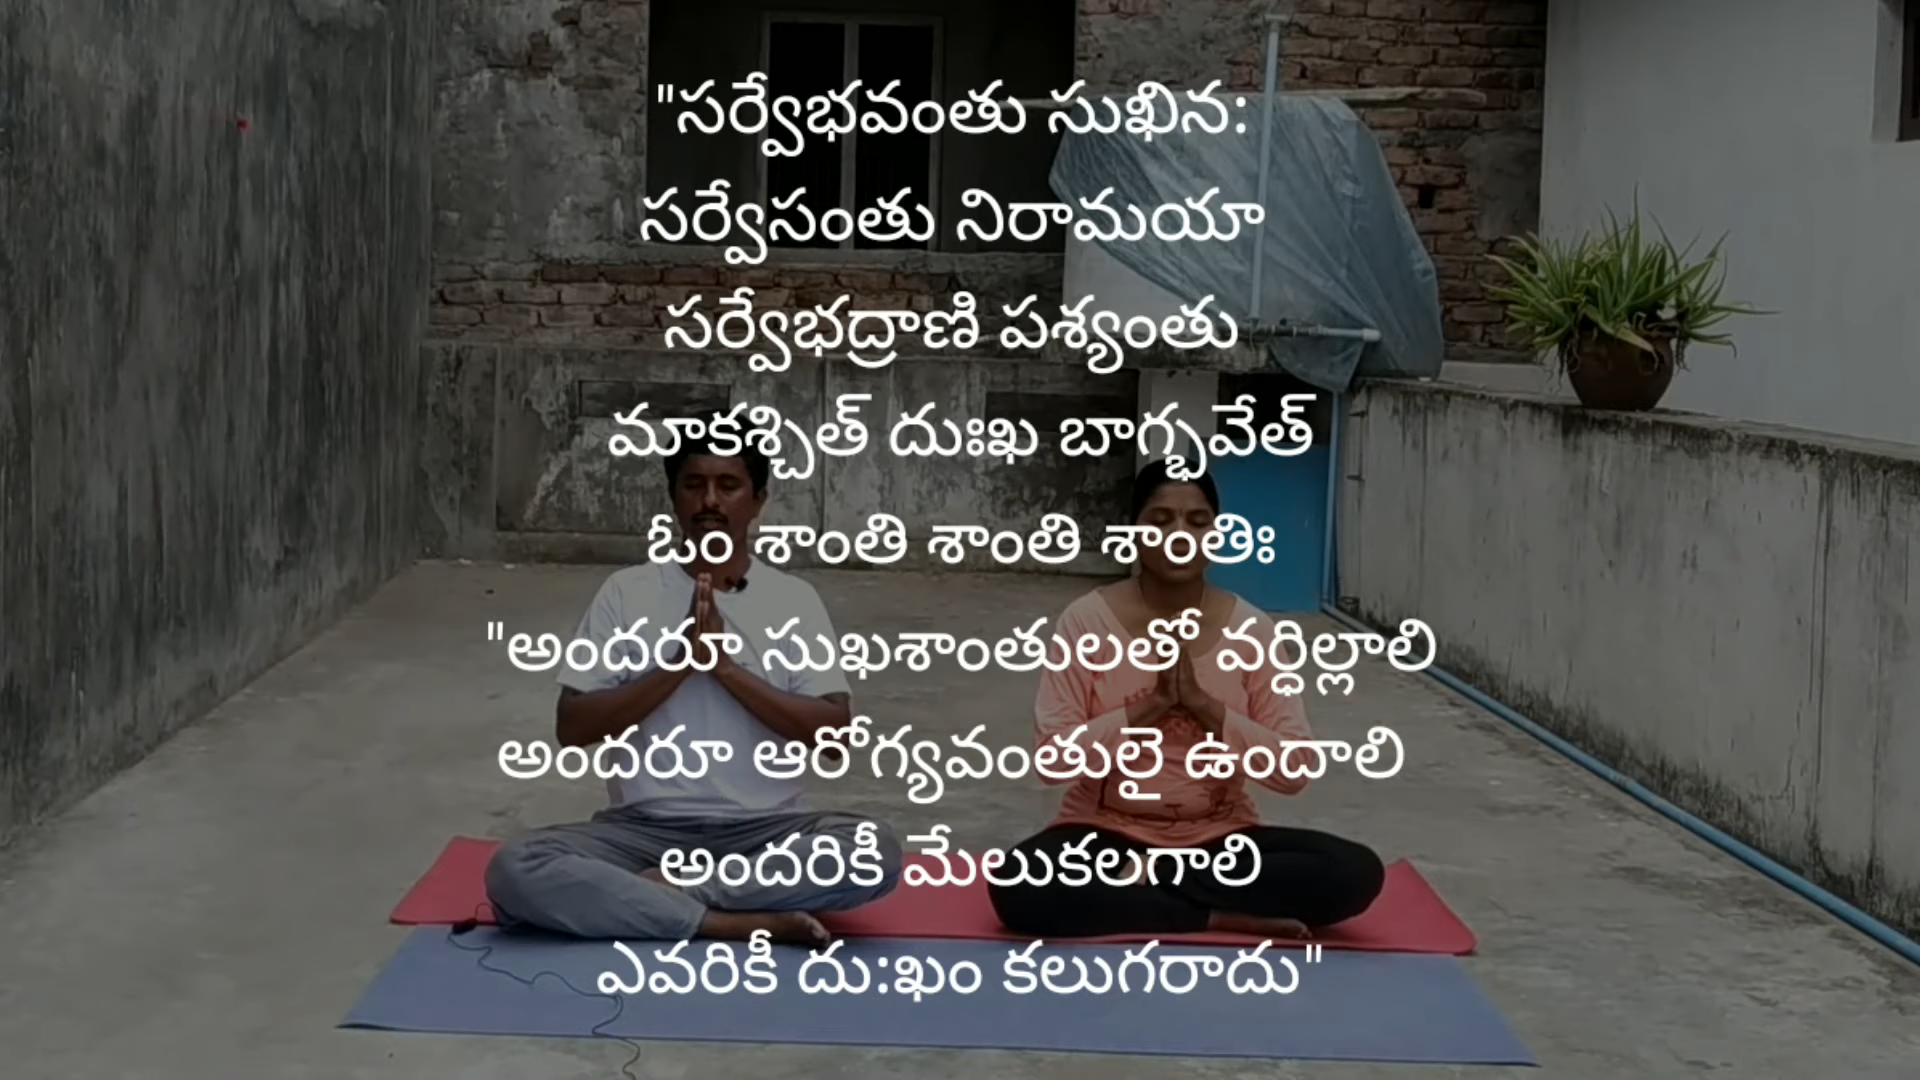 "సర్వేభవంతు సుఖిన:
సర్వేసంతు నిరామయా
సర్వేభద్రాణి పశ్యంతు
మాకశ్చిత్ దుఃఖ బాగ్భవేత్
ఓం శాంతి శాంతి శాంతిః
"అందరూ సుఖశాంతులతో వర్ధిల్లాలి
అందరూ ఆరోగ్యవంతులై ఉందాలి
అందరికీ మేలుకలగాలి
ఎవరికీ దు:ఖం కలుగరాదు"